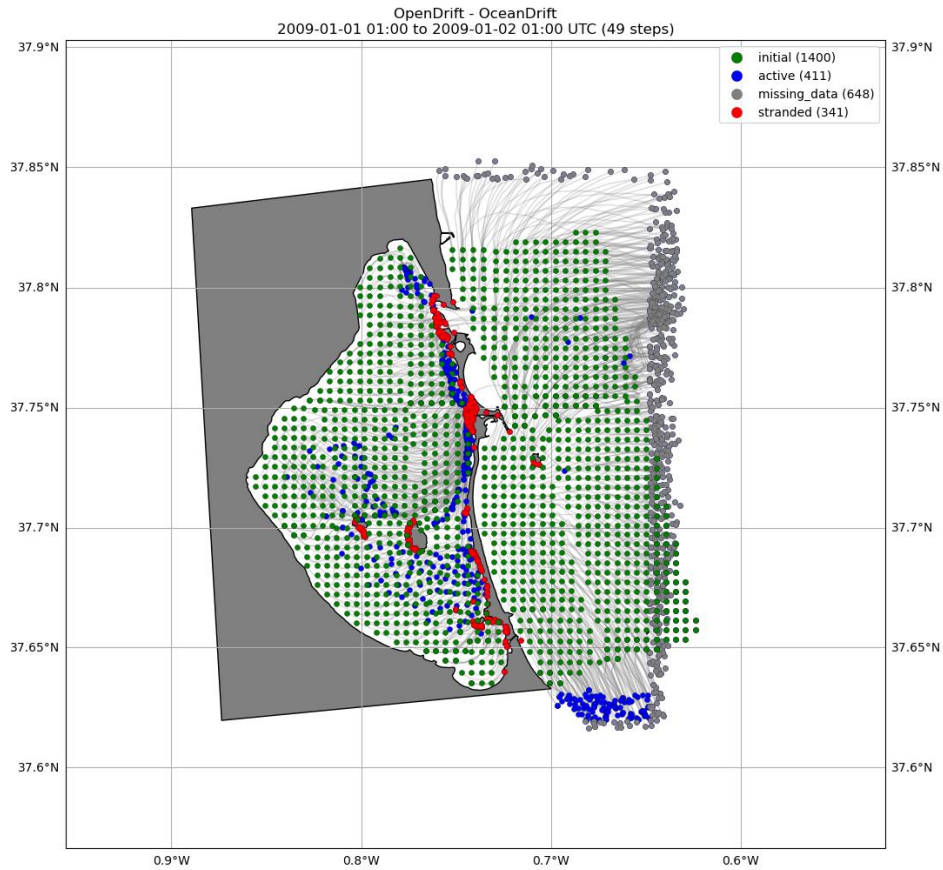 OpenDrift - OceanDrift
2009-01-01 01:00 to 2009-01-02 01:00 UTC (49 steps)
initial (1400)
active (411)
missing_data (648)
stranded (341)
37.9°N
37.9°N
37.85°N
37.85°N
37.8°N
37.8°N
37.75°N
37.75°N
37.7°N
37.7°N
37.65°N
37.65°N
37.6°N
37.6°N
0.9°W
0.8°W
0.7°W
0.6°W